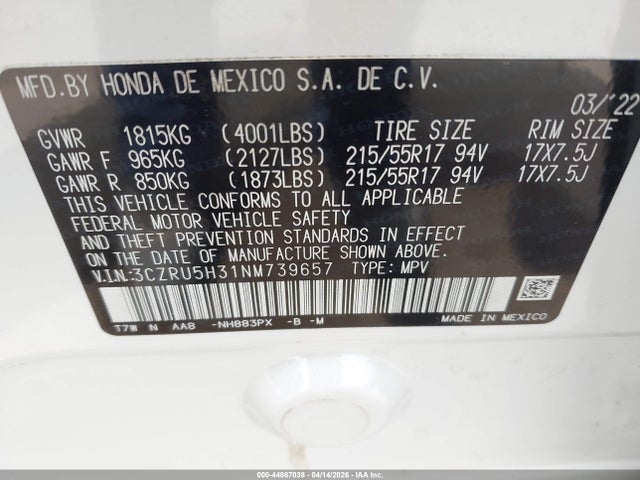 MFD.BY HONDA DE MEXICO S.A. DE C.V.
03/'22
GVWR 1815KG (4001LBS) TIRE SIZE RIM SIZE
GAWR F 965KG (2127LBS) 215/55R17 94V 17X7.5J
GAWR R 850KG (1873LBS) 215/55R17 94V 17X7.5J
THIS VEHICLE CONFORMS TO ALL APPLICABLE
FEDERAL MOTOR VEHICLE SAFETY
AND THEFT PREVENTION STANDARDS IN EFFECT
ON THE DATE OF MANUFACTURE SHOWN ABOVE.
V.I.N:3CZRU5H31NM739657 TYPE: MPV
T7W N AA8 -NH883PX -B -M MADE IN MEXICO
000-44867038 - 04/14/2026 - IAAI Inc.